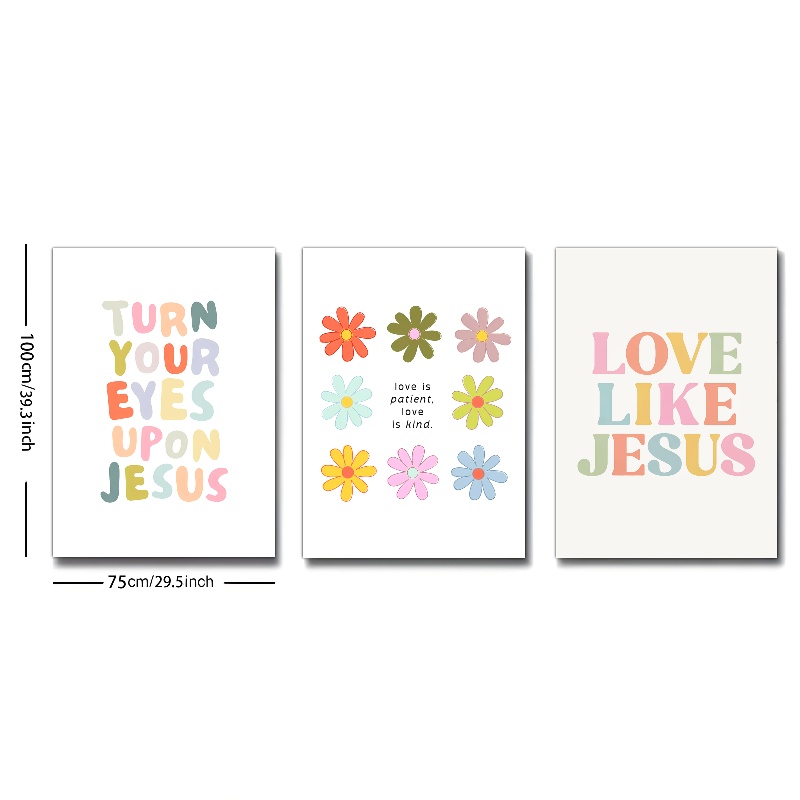 TURN
YOUR
EYES
UPON
JESUS
love is
patient,
love
is kind.
LOVE
LIKE
JESUS
100cm/39.3inch
75cm/29.5inch